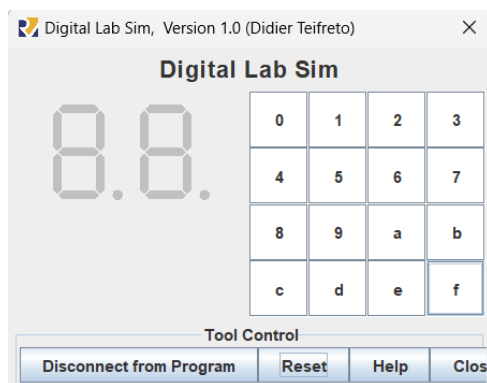 Digital Lab Sim, Version 1.0 (Didier Teifreto)
Digital Lab Sim
0 1 2 3
4 5 6 7
8 9 a b
c d e f
Tool Control
Disconnect from Program Reset Help Clos